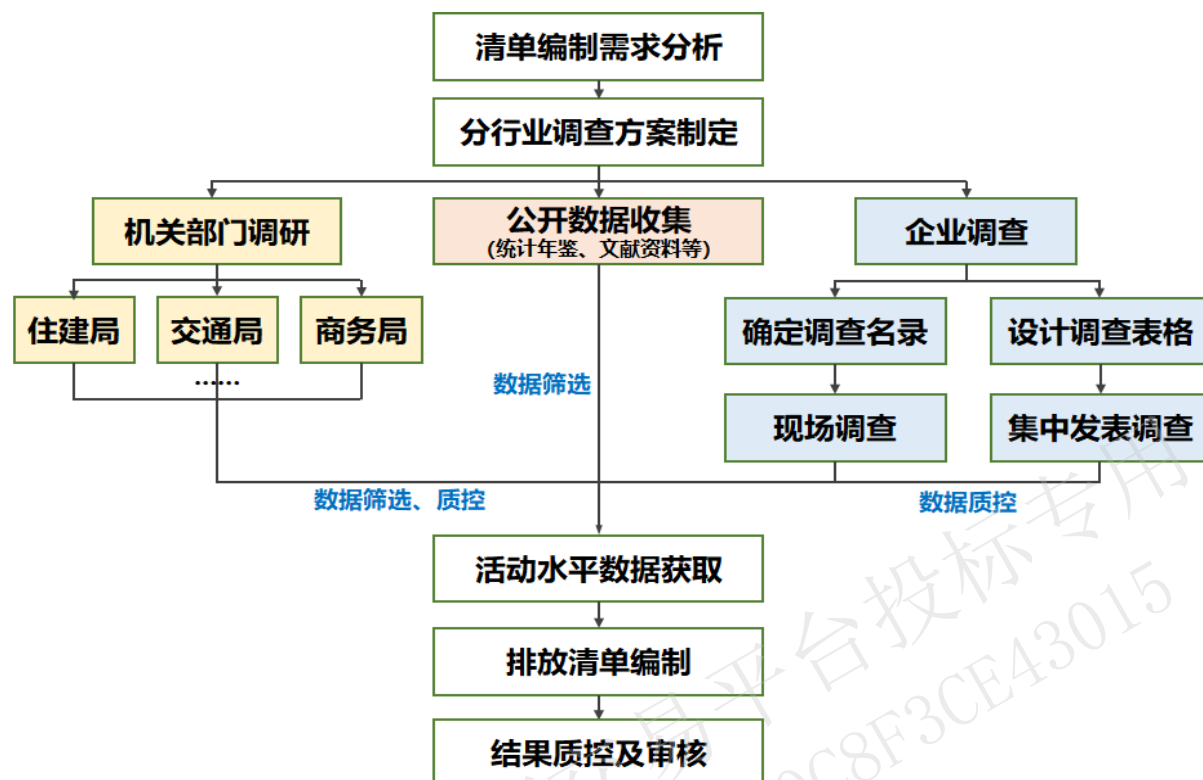 清单编制需求分析
分行业调查方案制定
机关部门调研
公开数据收集
(统计年鉴、文献资料等)
企业调查
住建局
交通局
商务局
......
确定调查名录
设计调查表格
数据筛选
现场调查
集中发表调查
数据筛选、质控
数据质控
活动水平数据获取
排放清单编制
结果质控及审核
易平台投标专用
C8F3CE43015